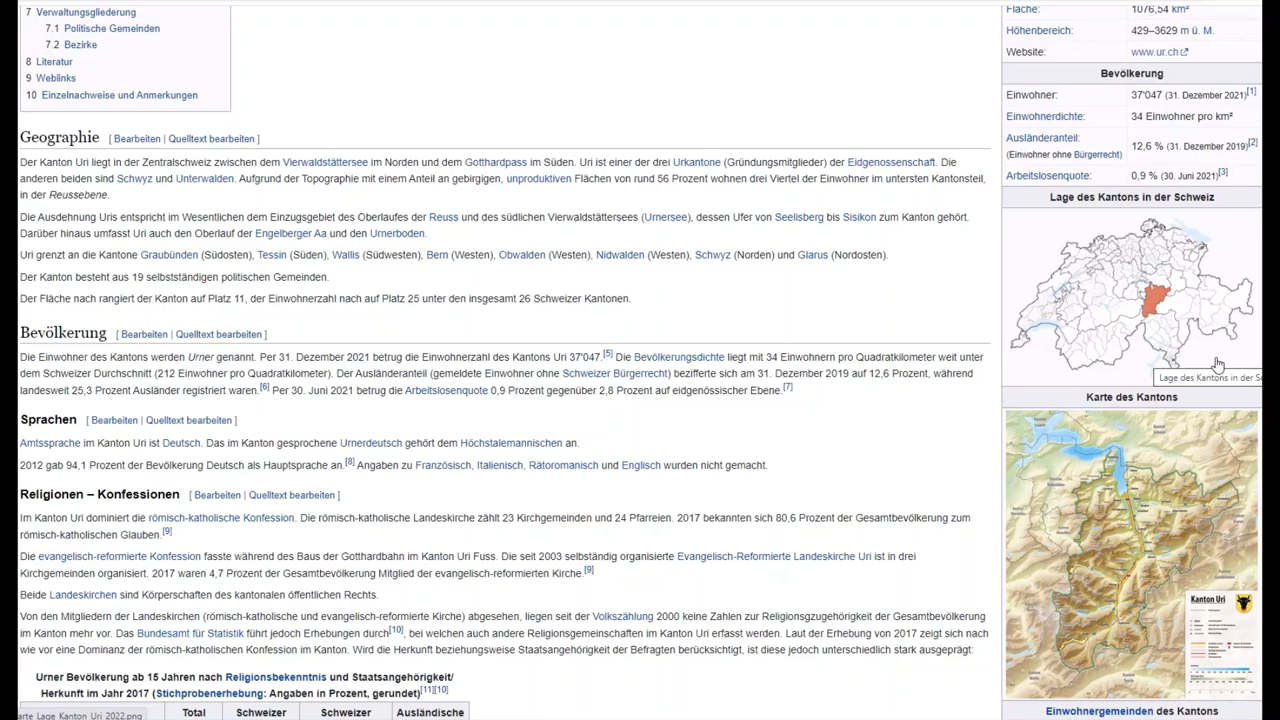 7 Verwaltungsgliederung
7.1 Politische Gemeinden
7.2 Bezirke
8 Literatur
9 Weblinks
10 Einzelnachweise und Anmerkungen
Geographie [ Bearbeiten | Quelltext bearbeiten ]
Der Kanton Uri liegt in der Zentralschweiz zwischen dem Vierwaldstättersee im Norden und dem Gotthardpass im Süden. Uri ist einer der drei Urkantone (Gründungsmitglieder) der Eidgenossenschaft. Die
anderen beiden sind Schwyz und Unterwalden. Aufgrund der Topographie mit einem Anteil an gebirgigen, unproduktiven Flächen von rund 56 Prozent wohnen drei Viertel der Einwohner im untersten Kantonsteil,
in der Reussebene.
Die Ausdehnung Uris entspricht im Wesentlichen dem Einzugsgebiet des Oberlaufes der Reuss und des südlichen Vierwaldstättersees (Urnersee), dessen Ufer von Seelisberg bis Sisikon zum Kanton gehört.
Darüber hinaus umfasst Uri auch den Oberlauf der Engelberger Aa und den Urnerboden.
Uri grenzt an die Kantone Graubünden (Südosten), Tessin (Süden), Wallis (Südwesten), Bern (Westen), Obwalden (Westen), Nidwalden (Westen), Schwyz (Norden) und Glarus (Nordosten).
Der Kanton besteht aus 19 selbstständigen politischen Gemeinden.
Der Fläche nach rangiert der Kanton auf Platz 11, der Einwohnerzahl nach auf Platz 25 unter den insgesamt 26 Schweizer Kantonen.
Bevölkerung [ Bearbeiten | Quelltext bearbeiten ]
Die Einwohner des Kantons werden Urner genannt. Per 31. Dezember 2021 betrug die Einwohnerzahl des Kantons Uri 37'047.[5] Die Bevölkerungsdichte liegt mit 34 Einwohnern pro Quadratkilometer weit unter
dem Schweizer Durchschnitt (212 Einwohner pro Quadratkilometer). Der Ausländeranteil (gemeldete Einwohner ohne Schweizer Bürgerrecht) bezifferte sich am 31. Dezember 2019 auf 12,6 Prozent, während
landesweit 25,3 Prozent Ausländer registriert waren.[6] Per 30. Juni 2021 betrug die Arbeitslosenquote 0,9 Prozent gegenüber 2,8 Prozent auf eidgenössischer Ebene.[7]
Sprachen [ Bearbeiten | Quelltext bearbeiten ]
Amtssprache im Kanton Uri ist Deutsch. Das im Kanton gesprochene Urnerdeutsch gehört dem Höchstalemannischen an.
2012 gab 94,1 Prozent der Bevölkerung Deutsch als Hauptsprache an.[8] Angaben zu Französisch, Italienisch, Rätoromanisch und Englisch wurden nicht gemacht.
Religionen – Konfessionen [ Bearbeiten | Quelltext bearbeiten ]
Im Kanton Uri dominiert die römisch-katholische Konfession. Die römisch-katholische Landeskirche zählt 23 Kirchgemeinden und 24 Pfarreien. 2017 bekannten sich 80,6 Prozent der Gesamtbevölkerung zum
römisch-katholischen Glauben.[9]
Die evangelisch-reformierte Konfession fasste während des Baus der Gotthardbahn im Kanton Uri Fuss. Die seit 2003 selbständig organisierte Evangelisch-Reformierte Landeskirche Uri ist in drei
Kirchgemeinden organisiert. 2017 waren 4,7 Prozent der Gesamtbevölkerung Mitglied der evangelisch-reformierten Kirche.[9]
Beide Landeskirchen sind Körperschaften des kantonalen öffentlichen Rechts.
Von den Mitgliedern der Landeskirchen (römisch-katholische und evangelisch-reformierte Kirche) abgesehen, liegen seit der Volkszählung 2000 keine Zahlen zur Religionsgzugehörigkeit der Gesamtbevölkerung
im Kanton mehr vor. Das Bundesamt für Statistik führt jedoch Erhebungen durch[10], bei welchen auch andere Religionsgemeinschaften im Kanton Uri erfasst werden. Laut der Erhebung von 2017 zeigt sich nach
wie vor eine Dominanz der römisch-katholischen Konfession im Kanton. Wird die Herkunft beziehungsweise Staatsangehörigkeit der Befragten berücksichtigt, ist diese jedoch unterschiedlich stark ausgeprägt:
Urner Bevölkerung ab 15 Jahren nach Religionsbekenntnis und Staatsangehörigkeit/
Herkunft im Jahr 2017 (Stichprobenerhebung: Angaben in Prozent, gerundet)[11][10]
Total Schweizer Schweizer Ausländische
arte Lage Kanton Uri 2022.png
Fläche: 1076,54 km²
Höhenbereich: 429–3629 m ü. M.
Website: www.ur.ch
Bevölkerung
Einwohner: 37'047 (31. Dezember 2021)[1]
Einwohnerdichte: 34 Einwohner pro km²
Ausländeranteil: 12,6 % (31. Dezember 2019)[2]
(Einwohner ohne Bürgerrecht)
Arbeitslosenquote: 0,9 % (30. Juni 2021)[3]
Lage des Kantons in der Schweiz
Lage des Kantons in der Sc
Karte des Kantons
Kanton Uri
Einwohnergemeinden des Kantons